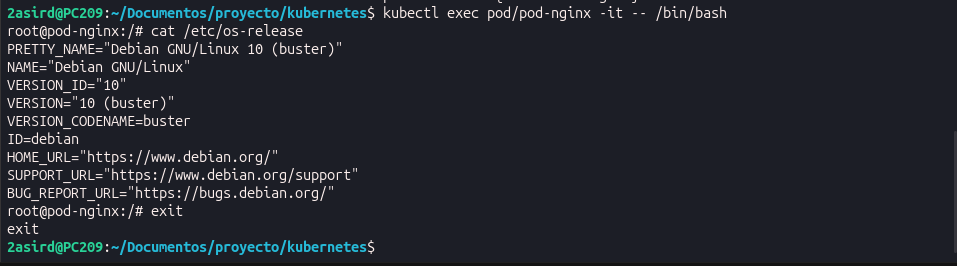 2asird@PC209:~/Documentos/proyecto/kubernetes$ kubectl exec pod/pod-nginx -it -- /bin/bash
root@pod-nginx:/# cat /etc/os-release
PRETTY_NAME="Debian GNU/Linux 10 (buster)"
NAME="Debian GNU/Linux"
VERSION_ID="10"
VERSION="10 (buster)"
VERSION_CODENAME=buster
ID=debian
HOME_URL="https://www.debian.org/"
SUPPORT_URL="https://www.debian.org/support"
BUG_REPORT_URL="https://bugs.debian.org/"
root@pod-nginx:/# exit
exit
2asird@PC209:~/Documentos/proyecto/kubernetes$